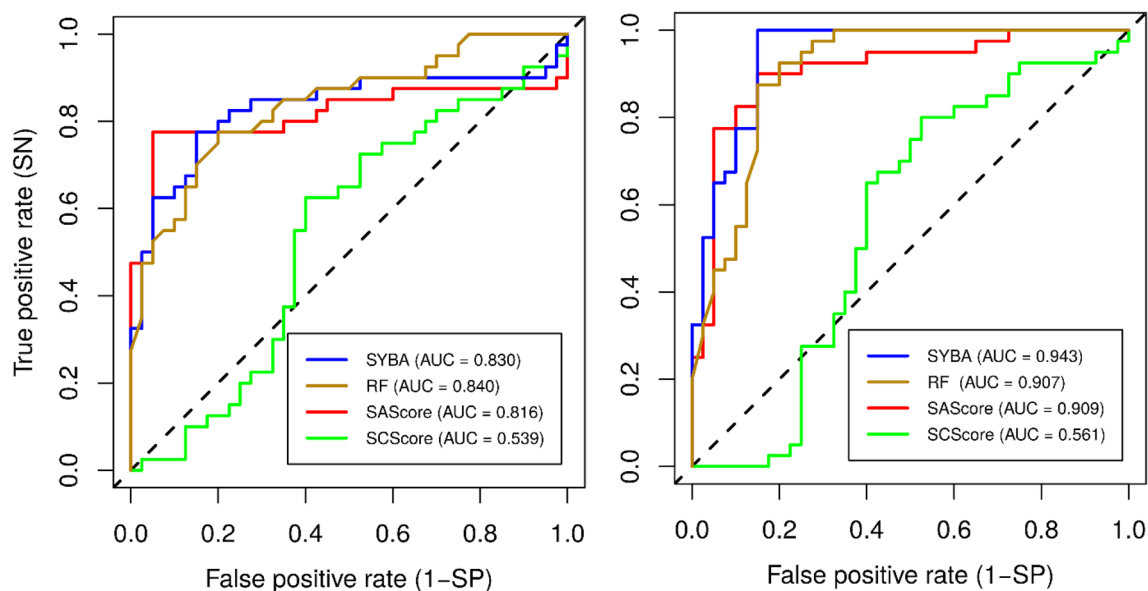 True positive rate (SN)
1.0
0.8
0.6
0.4
0.2
0.0
SYBA (AUC = 0.830)
RF (AUC = 0.840)
SAScore (AUC = 0.816)
SCScore (AUC = 0.539)
0.0 0.2 0.4 0.6 0.8 1.0
False positive rate (1−SP)
1.0
0.8
0.6
0.4
0.2
0.0
SYBA (AUC = 0.943)
RF (AUC = 0.907)
SAScore (AUC = 0.909)
SCScore (AUC = 0.561)
0.0 0.2 0.4 0.6 0.8 1.0
False positive rate (1−SP)